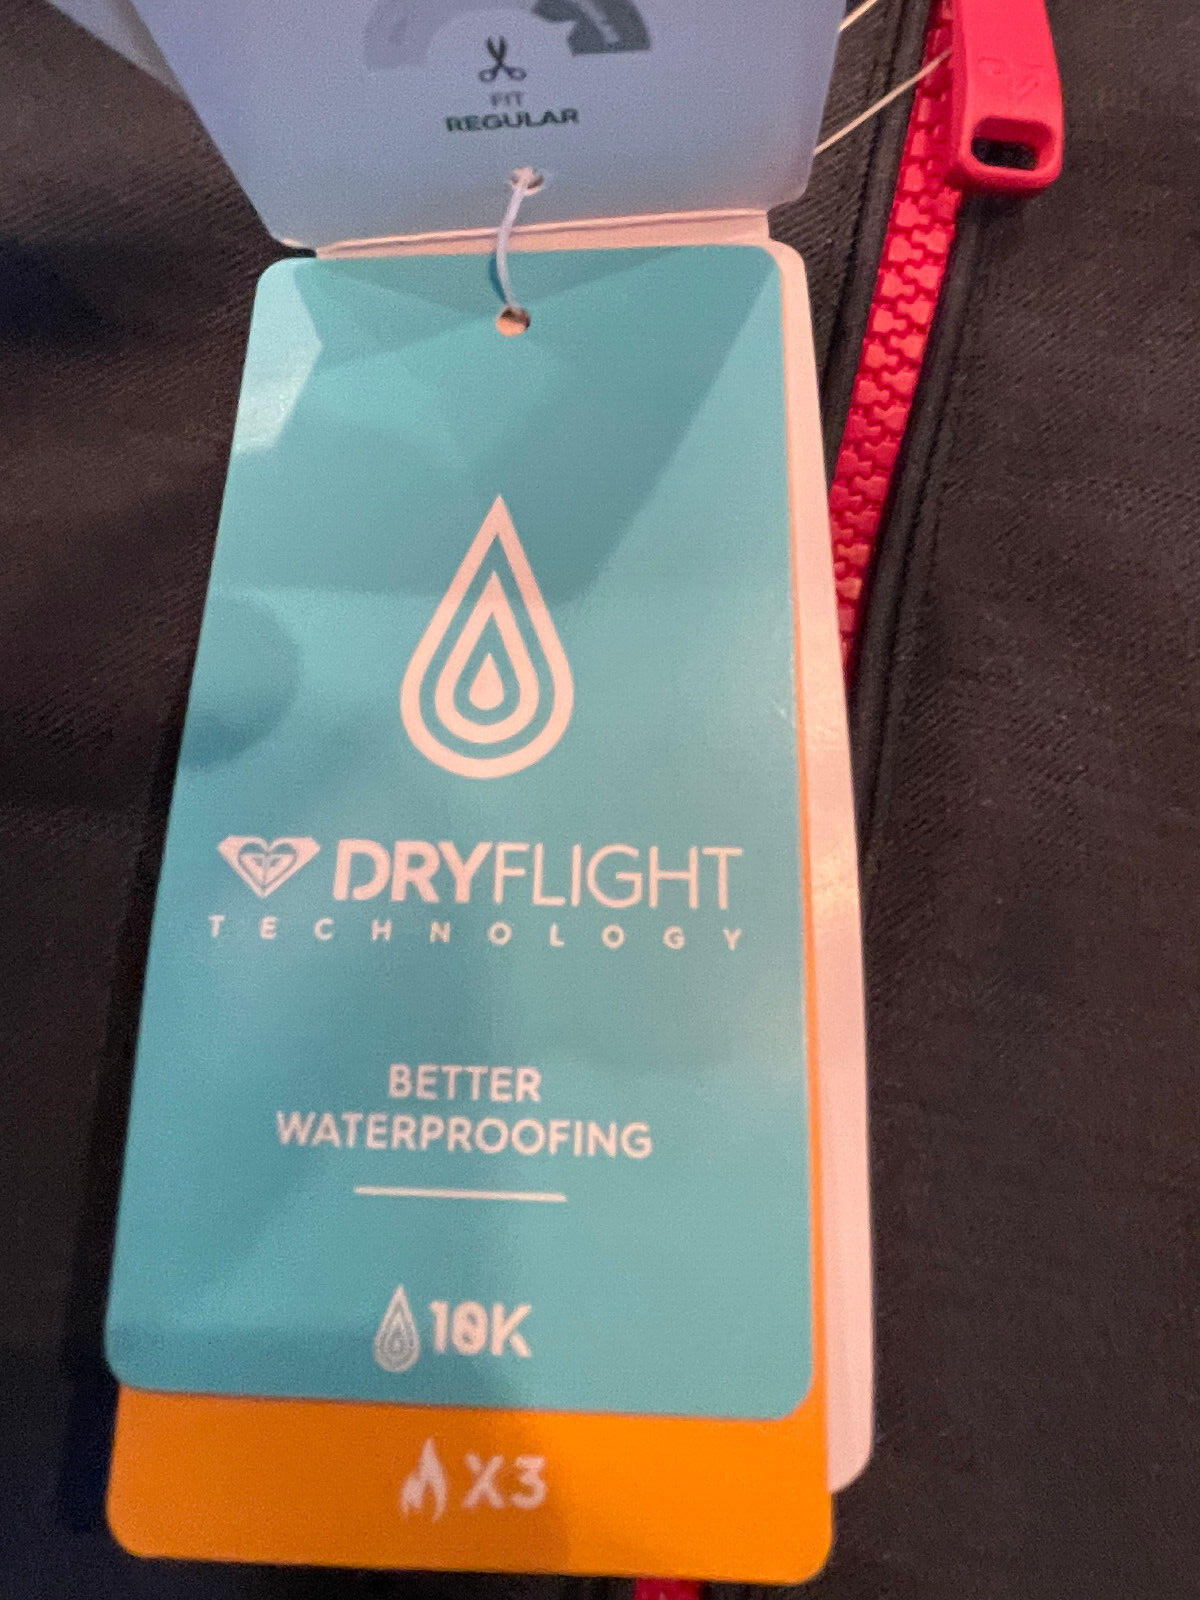 FIT
REGULAR
DRYFLIGHT
TECHNOLOGY
BETTER
WATERPROOFING
10K
X3